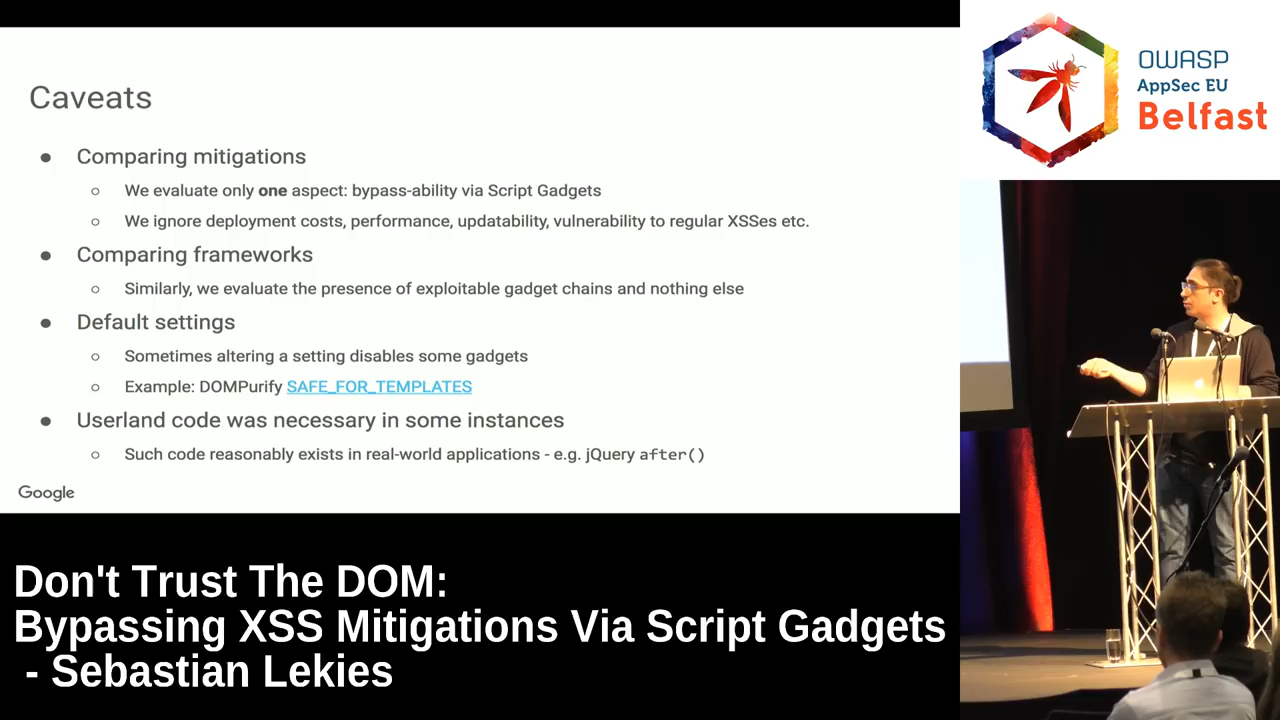 Caveats
● Comparing mitigations
○ We evaluate only one aspect: bypass-ability via Script Gadgets
○ We ignore deployment costs, performance, updatability, vulnerability to regular XSSes etc.
● Comparing frameworks
○ Similarly, we evaluate the presence of exploitable gadget chains and nothing else
● Default settings
○ Sometimes altering a setting disables some gadgets
○ Example: DOMPurify SAFE_FOR_TEMPLATES
● Userland code was necessary in some instances
○ Such code reasonably exists in real-world applications - e.g. jQuery after()
Google
OWASP
AppSec EU
Belfast
Don't Trust The DOM:
Bypassing XSS Mitigations Via Script Gadgets
- Sebastian Lekies